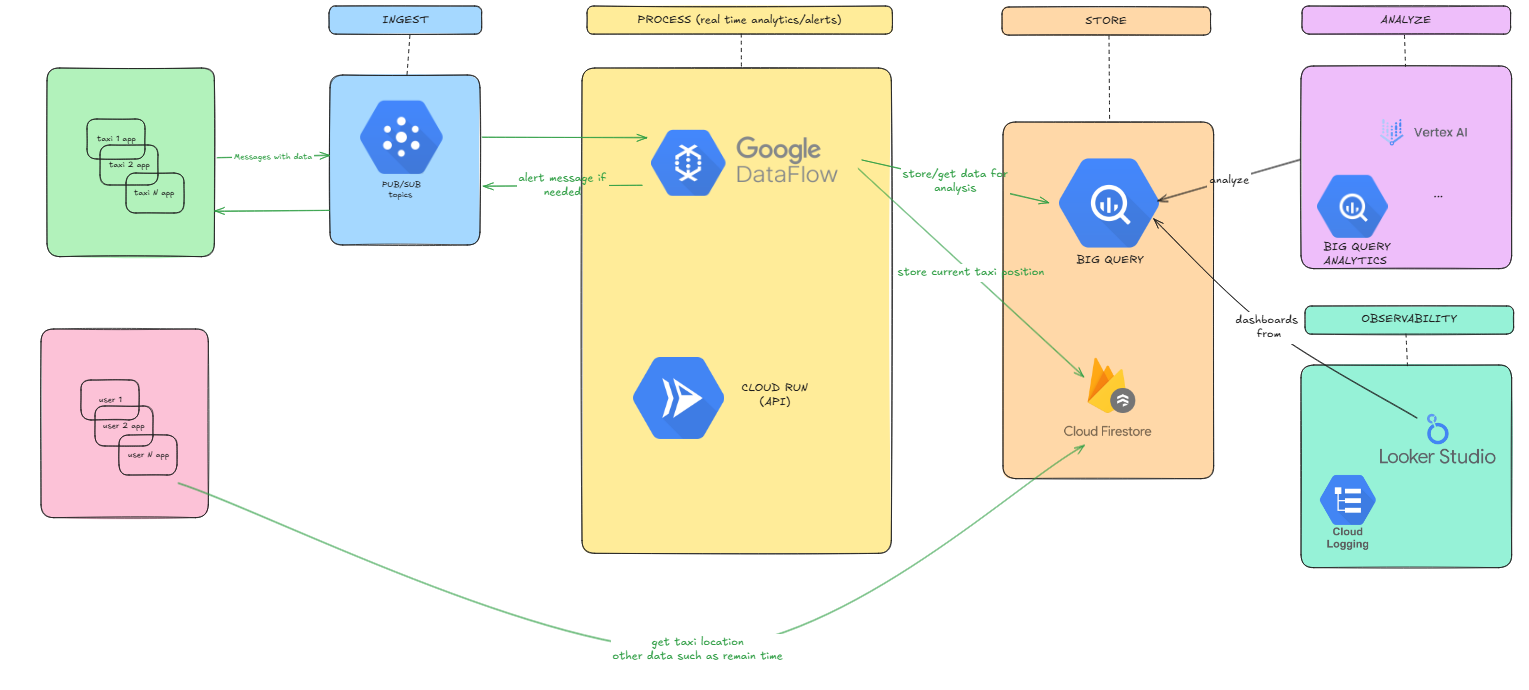 INGEST
PROCESS (real time analytics/alerts)
STORE
ANALYZE
taxi 1 app
taxi 2 app
taxi N app
Messages with data
PUB/SUB
topics
alert message if
needed
Google
DataFlow
store/get data for
analysis
BIG QUERY
analyze
Vertex AI
...
BIG QUERY
ANALYTICS
store current taxi position
dashboards
from
OBSERVABILITY
user 1
user 2 app
user N app
CLOUD RUN
(API)
Cloud Firestore
Looker Studio
Cloud
Logging
get taxi location
other data such as remain time